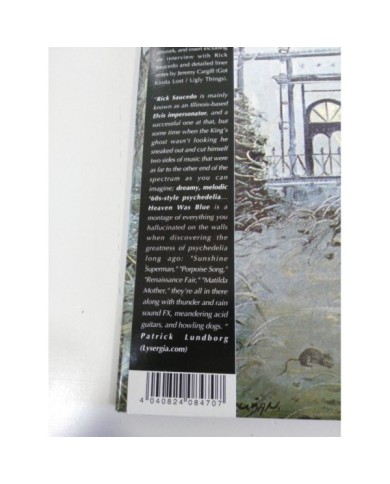 artwork, and more including
an interview with Rick
Saucedo and detailed liner
notes by Jeremy Cargill (Got
Kinda Lost / Ugly Things).
"Rick Saucedo is mainly
known as an Illinois-based
Elvis impersonator, and a
successful one at that, but
some time when the King's
ghost wasn't looking he
sneaked out and cut himself
two sides of music that were
as far to the other end of the
spectrum as you can
imagine; dreamy, melodic
'60s-style psychedelia...
Heaven Was Blue is a
montage of everything you
hallucinated on the walls
when discovering the
greatness of psychedelia
long ago: "Sunshine
Superman," "Porpoise Song,"
"Renaissance Fair," "Matilda
Mother," they're all in there
along with thunder and rain
sound FX, meandering acid
guitars, and howling dogs. "
Patrick Lundborg
(Lysergia.com)
4 040824 084707